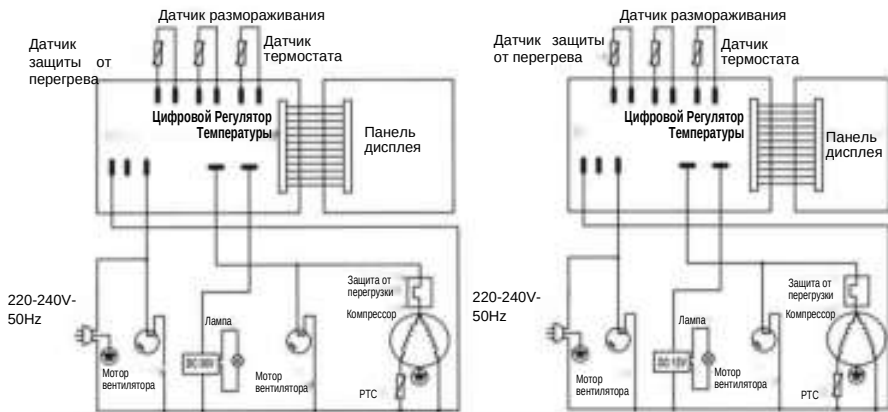 Датчик размораживания
Датчик
защиты от
перегрева
Датчик
термостата
Цифровой Регулятор
Температуры
Панель
дисплея
220-240V-
50Hz
Защита от
перегрузки
Компрессор
Лампа
Мотор
вентилятора
Мотор
вентилятора
PTC
Датчик размораживания
Датчик защиты
от перегрева
Датчик
термостата
Цифровой Регулятор
Температуры
Панель
дисплея
220-240V-
50Hz
Защита от
перегрузки
Компрессор
Лампа
DC 12V
Мотор
вентилятора
Мотор
вентилятора
PTC